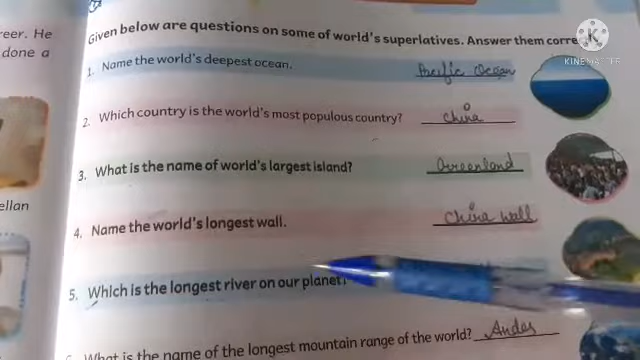 reer. He
done a
ellan
Given below are questions on some of world's superlatives. Answer them corre
KINEMASTER
1. Name the world's deepest ocean. Pacific Ocean
2. Which country is the world's most populous country? China
3. What is the name of world's largest island? Greenland
4. Name the world's longest wall. China wall
5. Which is the longest river on our planet?
What is the name of the longest mountain range of the world? Andes